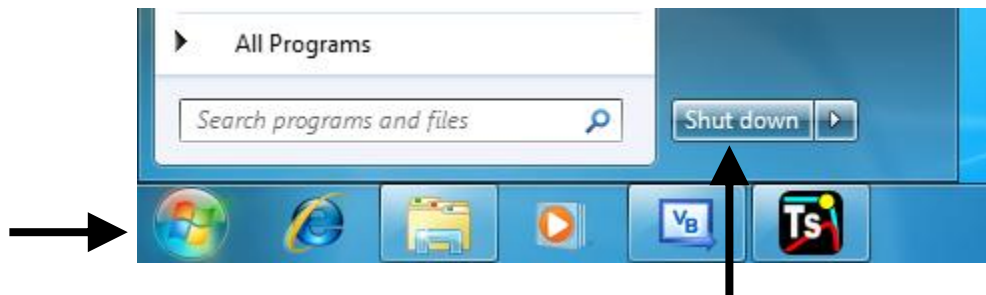 All Programs
Search programs and files
Shut down
VB
Ts